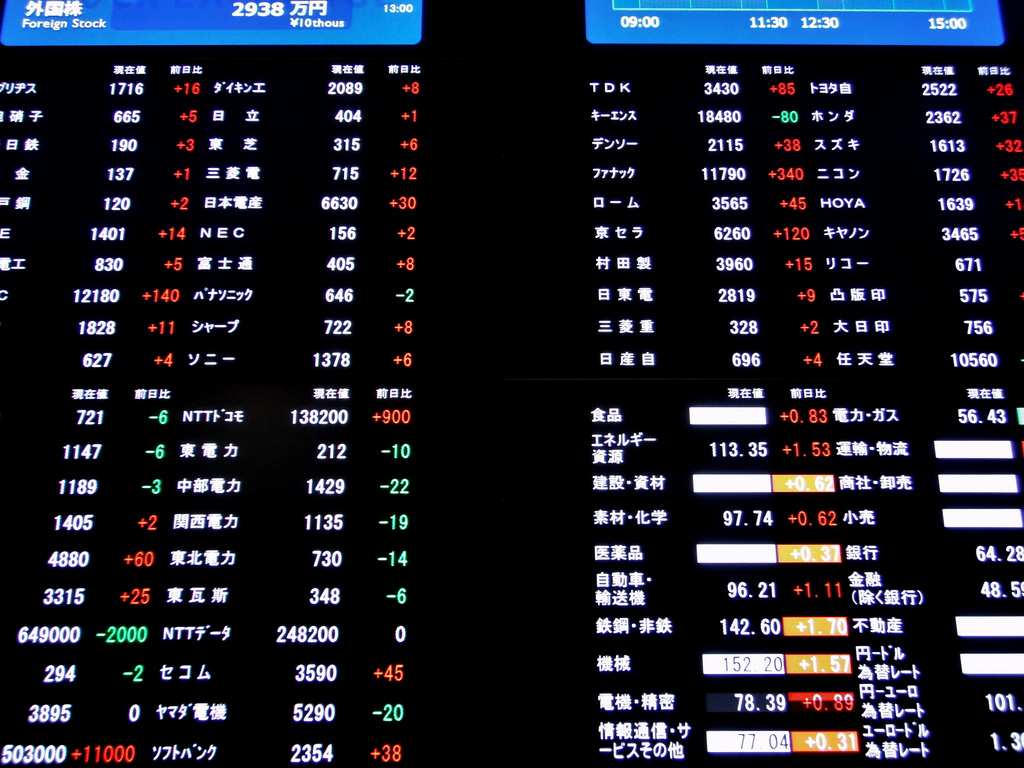 外国株 2938 万円 13:00
Foreign Stock ¥10thous
09:00 11:30 12:30 15:00
現在値 前日比 現在値 前日比
1716 +16 ダイキン工 2089 +8
硝子 665 +5 日立 404 +1
日鉄 190 +3 東芝 315 +6
金 137 +1 三菱電 715 +12
鋼 120 +2 日本電産 6630 +30
E 1401 +14 NEC 156 +2
電工 830 +5 富士通 405 +8
C 12180 +140 パナソニック 646 -2
1828 +11 シャープ 722 +8
627 +4 ソニー 1378 +6
現在値 前日比 現在値 前日比
721 -6 NTTドコモ 138200 +900
1147 -6 東電力 212 -10
1189 -3 中部電力 1429 -22
1405 +2 関西電力 1135 -19
4880 +60 東北電力 730 -14
3315 +25 東瓦斯 348 -6
649000 -2000 NTTデータ 248200 0
294 -2 セコム 3590 +45
3895 0 ヤマダ電機 5290 -20
503000 +11000 ソフトバンク 2354 +38
現在値 前日比 現在値 前日比
TDK 3430 +85 トヨタ自 2522 +26
キーエンス 18480 -80 ホンダ 2362 +37
デンソー 2115 +38 スズキ 1613 +32
ファナック 11790 +340 ニコン 1726 +35
ローム 3565 +45 HOYA 1639
京セラ 6260 +120 キヤノン 3465
村田製 3960 +15 リコー 671
日東電 2819 +9 凸版印 575
三菱重 328 +2 大日印 756
日産自 696 +4 任天堂 10560
現在値 前日比 現在値
食品 +0.83 電力・ガス 56.43
エネルギー
資源 113.35 +1.53 運輸・物流
建設・資材 +0.62 商社・卸売
素材・化学 97.74 +0.62 小売
医薬品 +0.37 銀行 64.28
自動車・
輸送機 96.21 +1.11 金融
(除く銀行) 48.59
鉄鋼・非鉄 142.60 +1.70 不動産
機械 152.20 +1.57 円ードル
為替レート
電機・精密 78.39 +0.89 円ーユーロ
為替レート 101.
情報通信・サ
ービスその他 77.04 +0.31 ユーロードル
為替レート 1.30